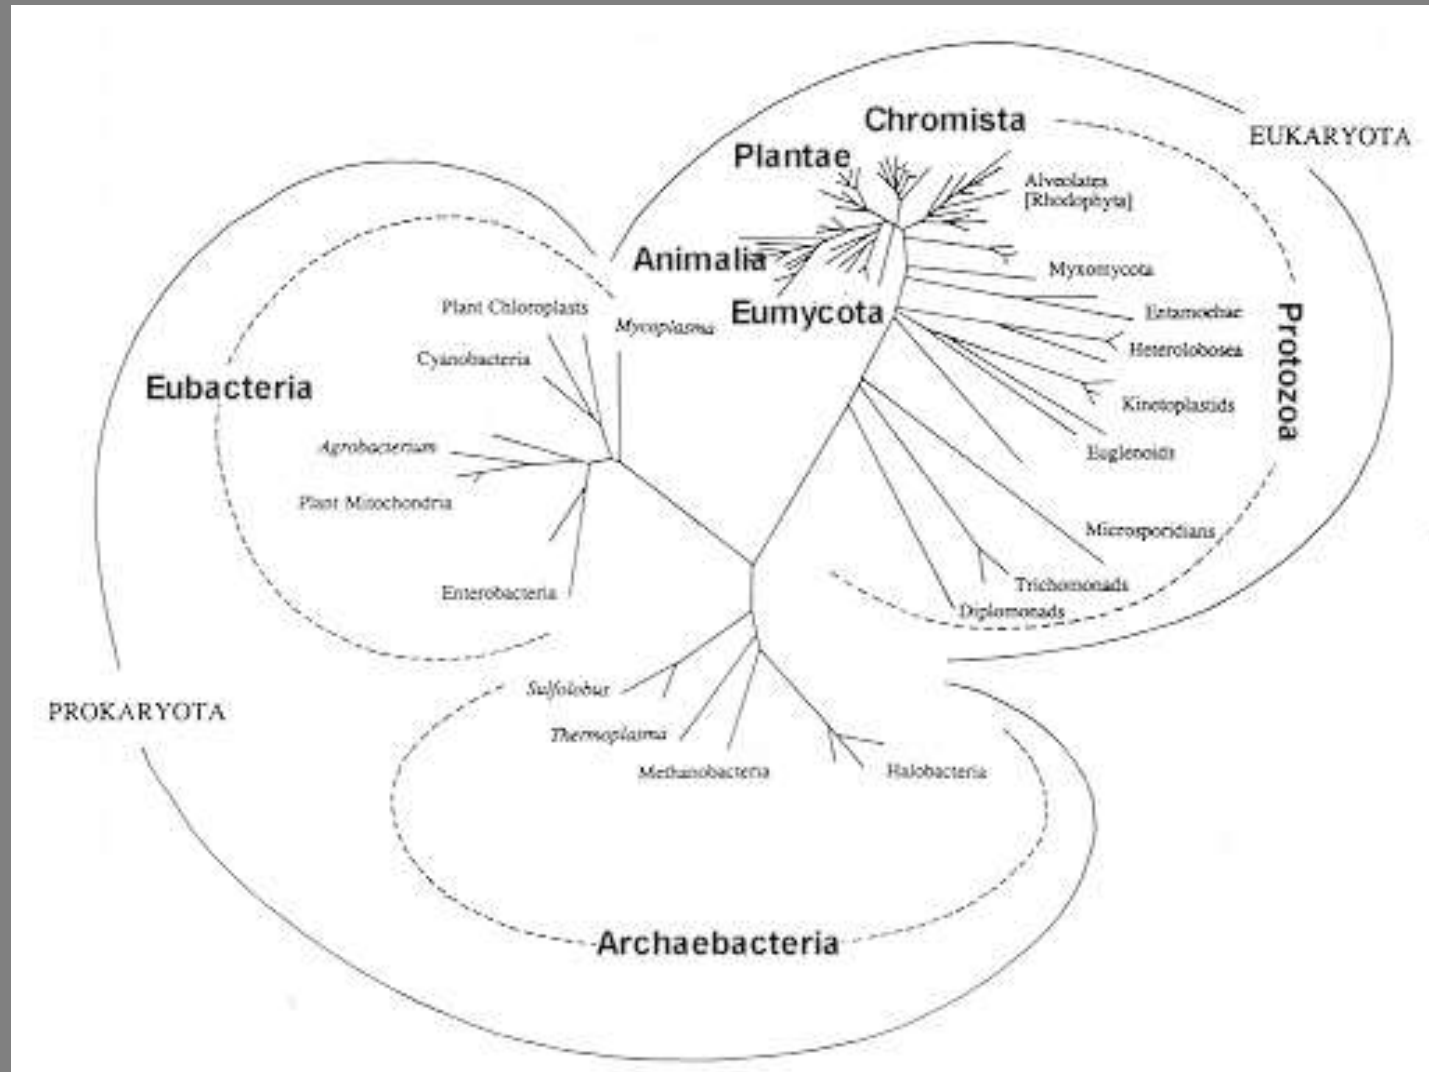 Chromista
EUKARYOTA
Plantae
Alveolates
[Rhodophyta]
Animalia
Myxomycota
Plant Chloroplasts
Mycoplasma
Eumycota
Entamoebae
Protozoa
Cyanobacteria
Heterolobosea
Eubacteria
Kinetoplastids
Agrobacterium
Euglenoids
Plant Mitochondria
Microsporidians
Enterobacteria
Trichomonads
Diplomonads
Sulfolobus
PROKARYOTA
Thermoplasma
Methanobacteria
Halobacteria
Archaebacteria